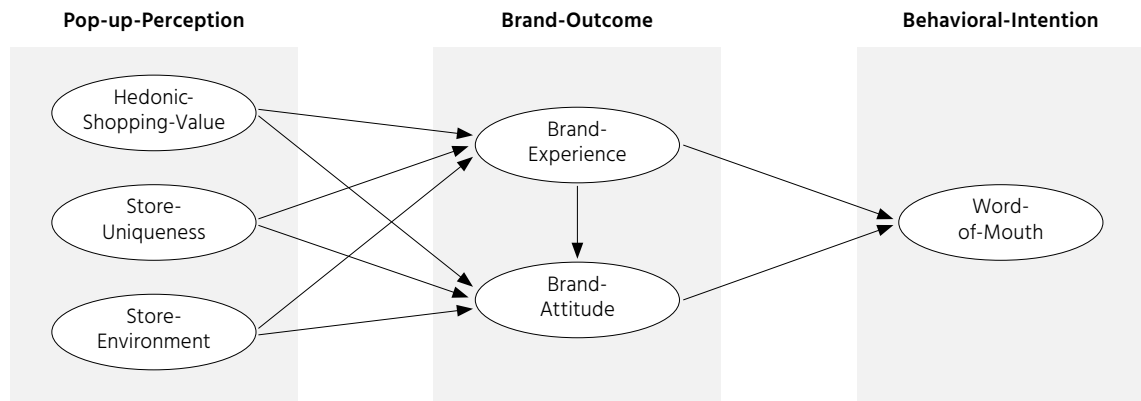 Pop-up-Perception
Brand-Outcome
Behavioral-Intention
Hedonic-
Shopping-Value
Store-
Uniqueness
Store-
Environment
Brand-
Experience
Brand-
Attitude
Word-
of-Mouth